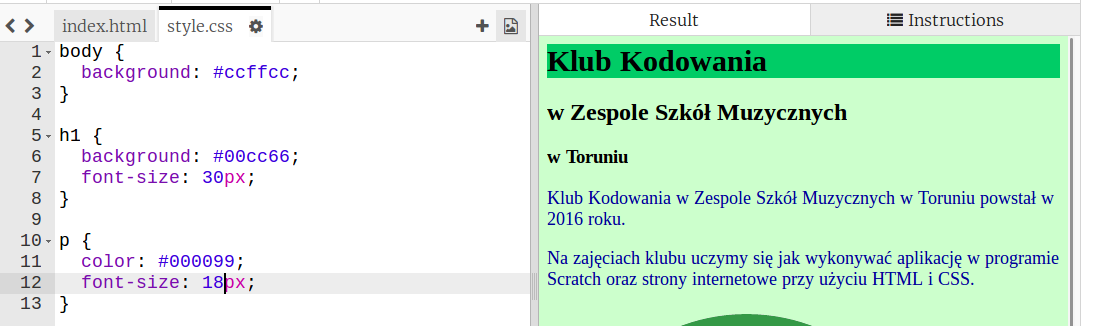 index.html
style.css
1 body {
2 background: #ccffcc;
3 }
4
5 h1 {
6 background: #00cc66;
7 font-size: 30px;
8 }
9
10 p {
11 color: #000099;
12 font-size: 18px;
13 }
Result
Instructions
Klub Kodowania
w Zespole Szkół Muzycznych
w Toruniu
Klub Kodowania w Zespole Szkół Muzycznych w Toruniu powstał w
2016 roku.
Na zajęciach klubu uczymy się jak wykonywać aplikację w programie
Scratch oraz strony internetowe przy użyciu HTML i CSS.